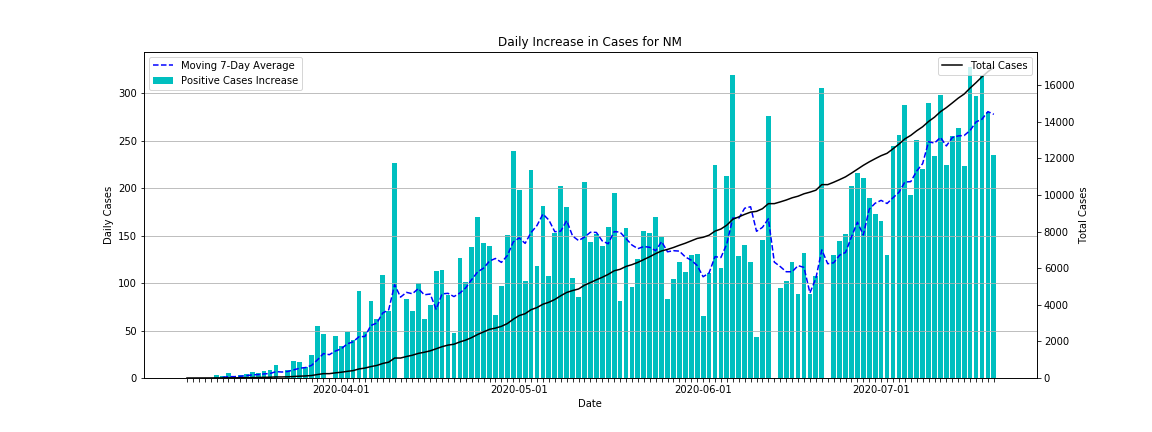 Daily Increase in Cases for NM
Moving 7-Day Average
Positive Cases Increase
Total Cases
300
250
200
150
100
50
0
Daily Cases
16000
14000
12000
10000
8000
6000
4000
2000
0
Total Cases
2020-04-01
2020-05-01
2020-06-01
2020-07-01
Date